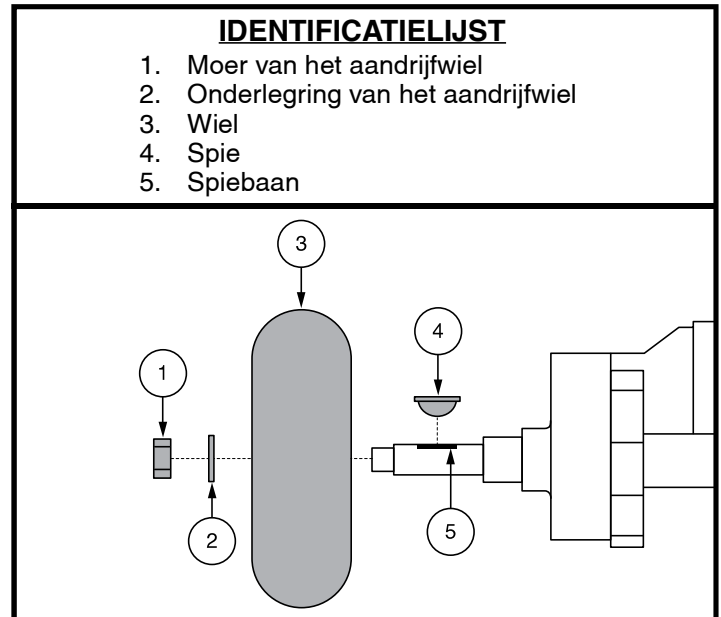 IDENTIFICATIELIJST
1. Moer van het aandrijfwiel
2. Onderlegring van het aandrijfwiel
3. Wiel
4. Spie
5. Spiebaan
3
4
1
2
5